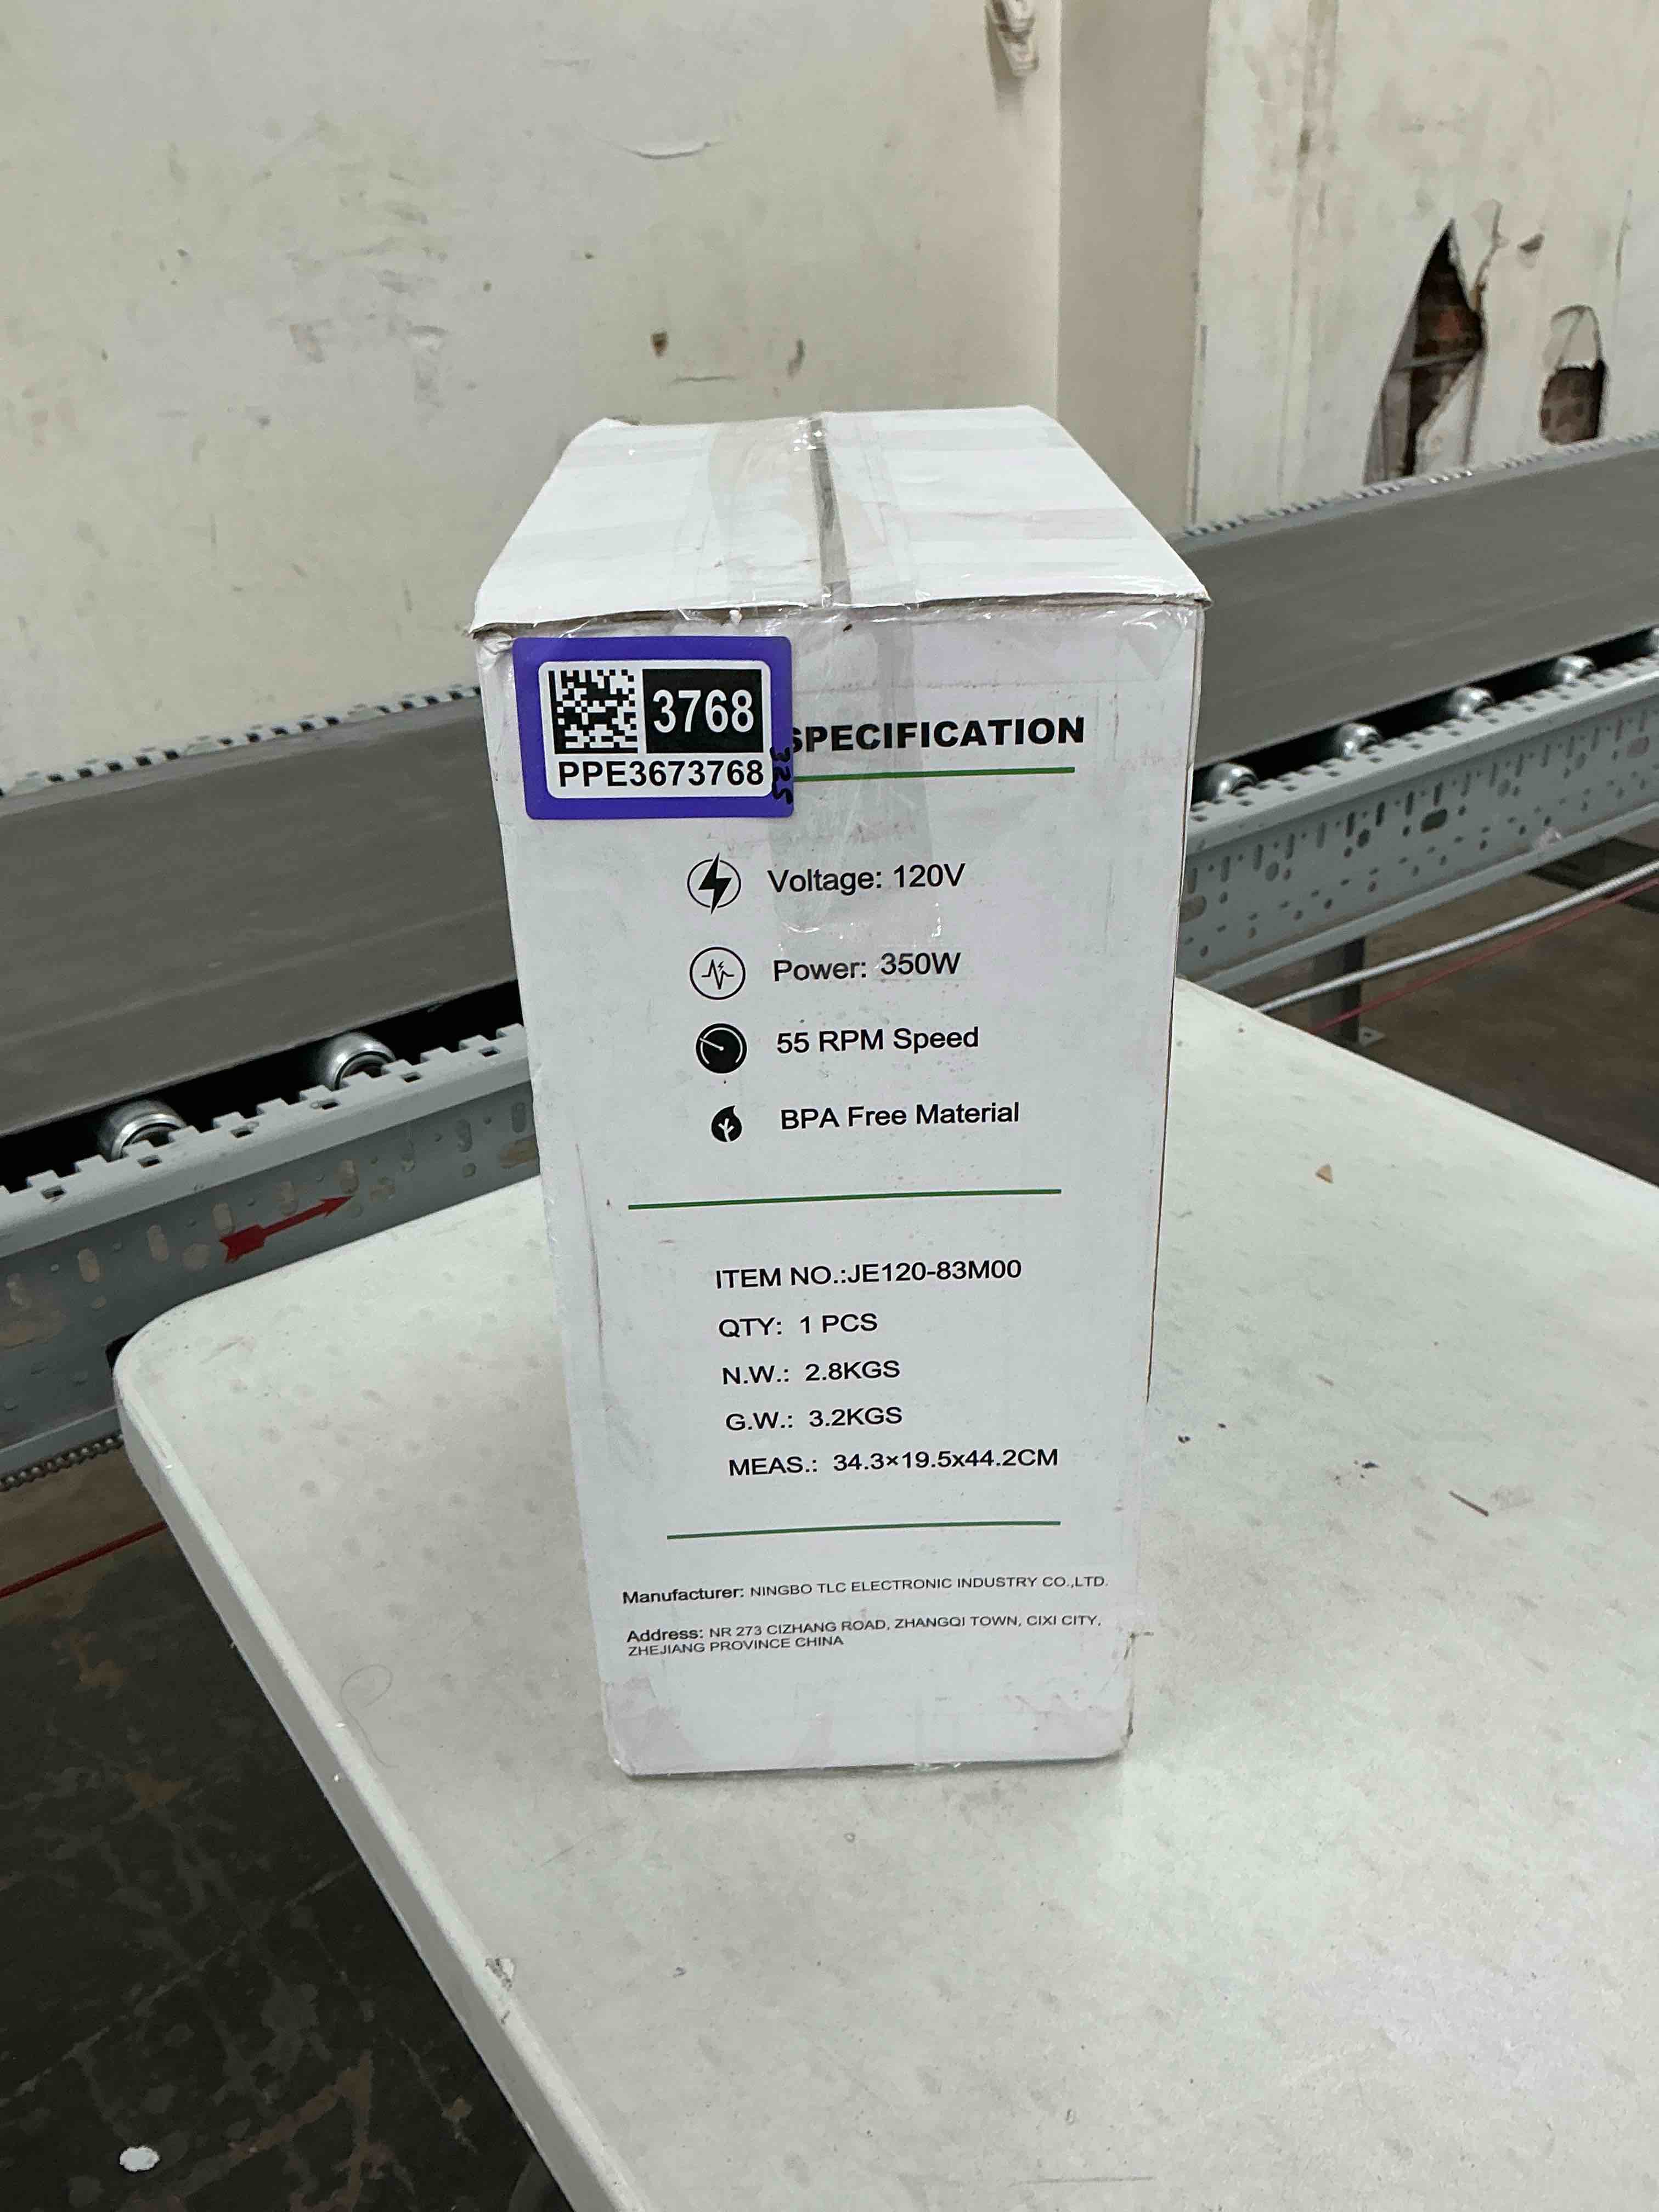 3768
PPE3673768
325
SPECIFICATION
Voltage: 120V
Power: 350W
55 RPM Speed
BPA Free Material
ITEM NO.:JE120-83M00
QTY: 1 PCS
N.W.: 2.8KGS
G.W.: 3.2KGS
MEAS.: 34.3×19.5x44.2CM
Manufacturer: NINGBO TLC ELECTRONIC INDUSTRY CO.,LTD.
Address: NR 273 CIZHANG ROAD, ZHANGQI TOWN, CIXI CITY,
ZHEJIANG PROVINCE CHINA